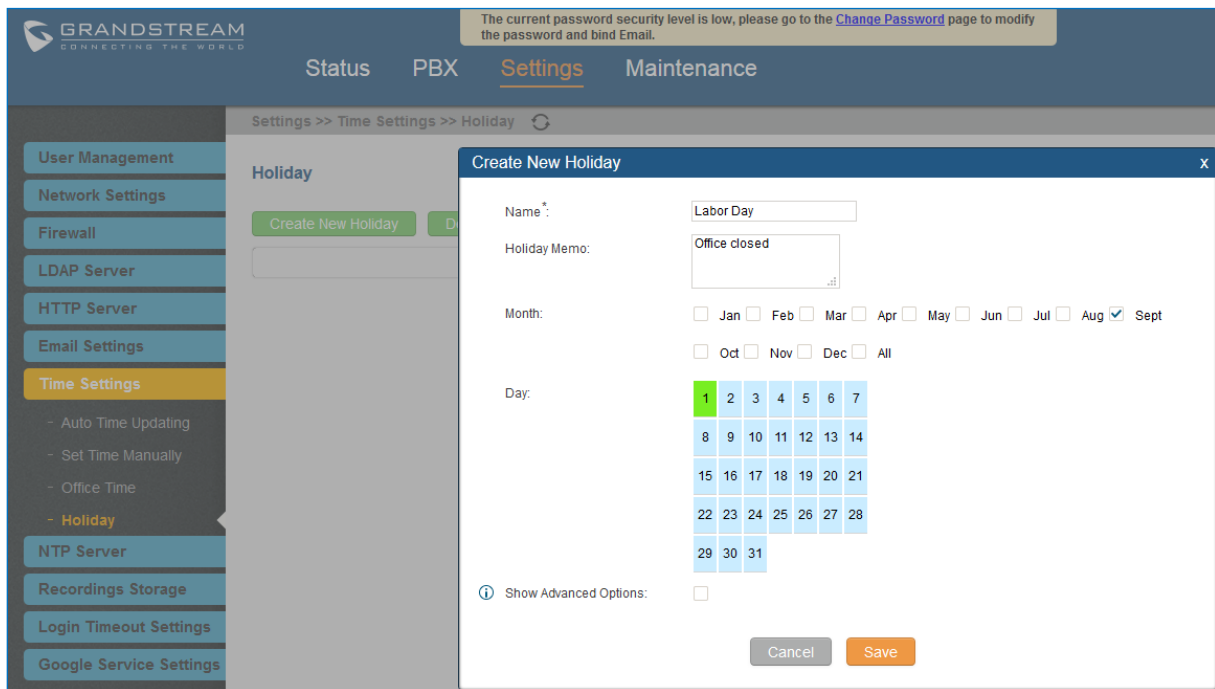 GRANDSTREAM
CONNECTING THE WORLD
The current password security level is low, please go to the Change Password page to modify
the password and bind Email.
Status PBX Settings Maintenance
Settings >> Time Settings >> Holiday
User Management
Network Settings
Firewall
LDAP Server
HTTP Server
Email Settings
Time Settings
- Auto Time Updating
- Set Time Manually
- Office Time
- Holiday
NTP Server
Recordings Storage
Login Timeout Settings
Google Service Settings
Holiday
Create New Holiday
Create New Holiday x
Name*: Labor Day
Holiday Memo: Office closed
Month: Jan Feb Mar Apr May Jun Jul Aug Sept
Oct Nov Dec All
Day: 1 2 3 4 5 6 7
8 9 10 11 12 13 14
15 16 17 18 19 20 21
22 23 24 25 26 27 28
29 30 31
Show Advanced Options:
Cancel Save